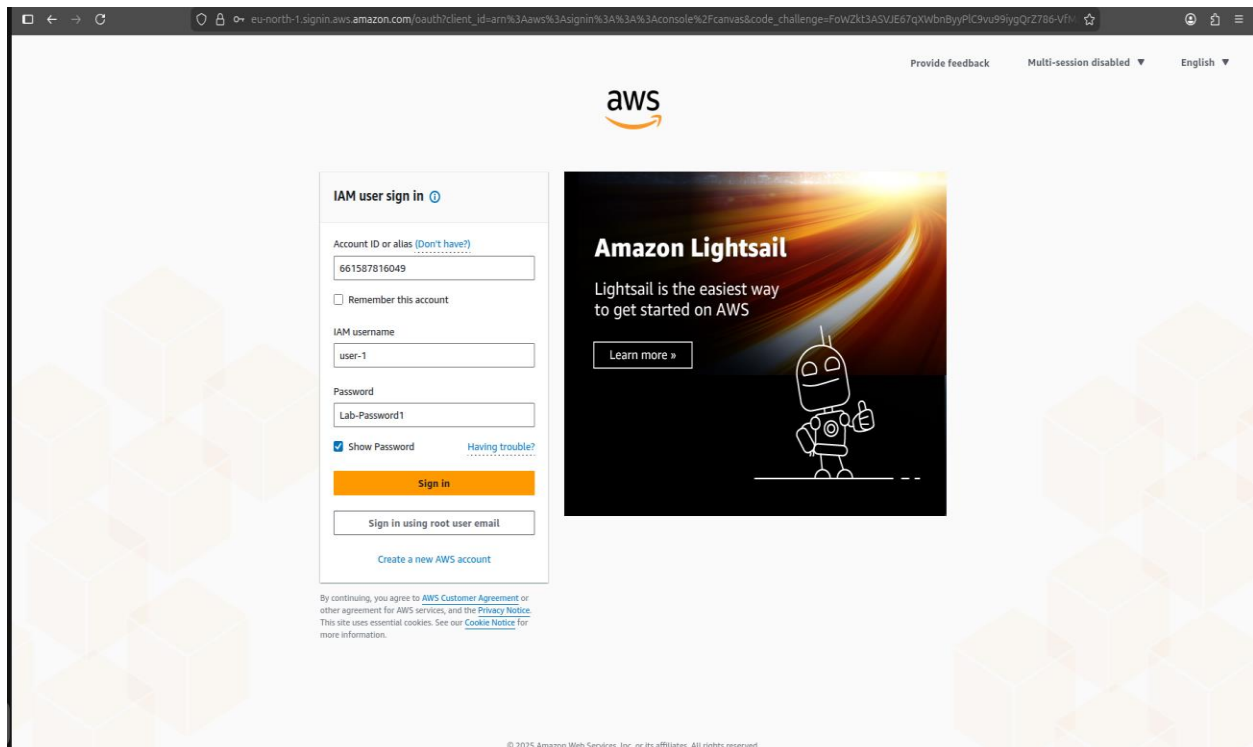 eu-north-1.signin.aws.amazon.com/oauth?client_id=arn%3Aaws%3Asignin%3A%3A%3Aconsole%2Fcanvas&code_challenge=FoWZkt3ASVJE67qXWbnByyPlC9vu99iygQrZ786-Vf
Provide feedback Multi-session disabled ▼ English ▼
aws
IAM user sign in
Account ID or alias (Don't have?)
661587816049
Remember this account
IAM username
user-1
Password
Lab-Password1
Show Password Having trouble?
Sign in
Sign in using root user email
Create a new AWS account
By continuing, you agree to AWS Customer Agreement or
other agreement for AWS services, and the Privacy Notice.
This site uses essential cookies. See our Cookie Notice for
more information.
Amazon Lightsail
Lightsail is the easiest way
to get started on AWS
Learn more »
© 2025 Amazon Web Services, Inc. or its affiliates. All rights reserved.